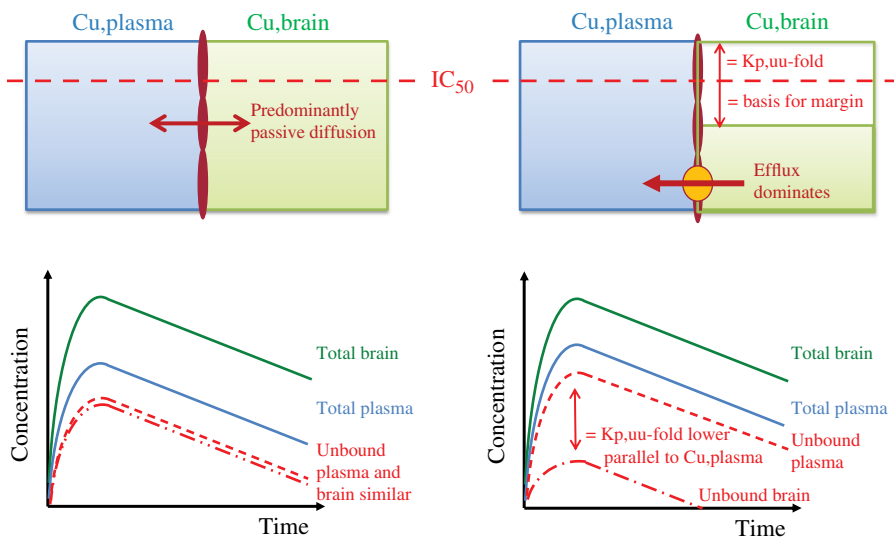 Cu,plasma
Cu,brain
Predominantly
passive diffusion
IC50
Cu,plasma
Cu,brain
= Kp,uu-fold
= basis for margin
Efflux
dominates
Concentration
Total brain
Total plasma
Unbound
plasma and
brain similar
Time
Concentration
Total brain
Total plasma
Unbound
plasma
= Kp,uu-fold lower
parallel to Cu,plasma
Unbound brain
Time